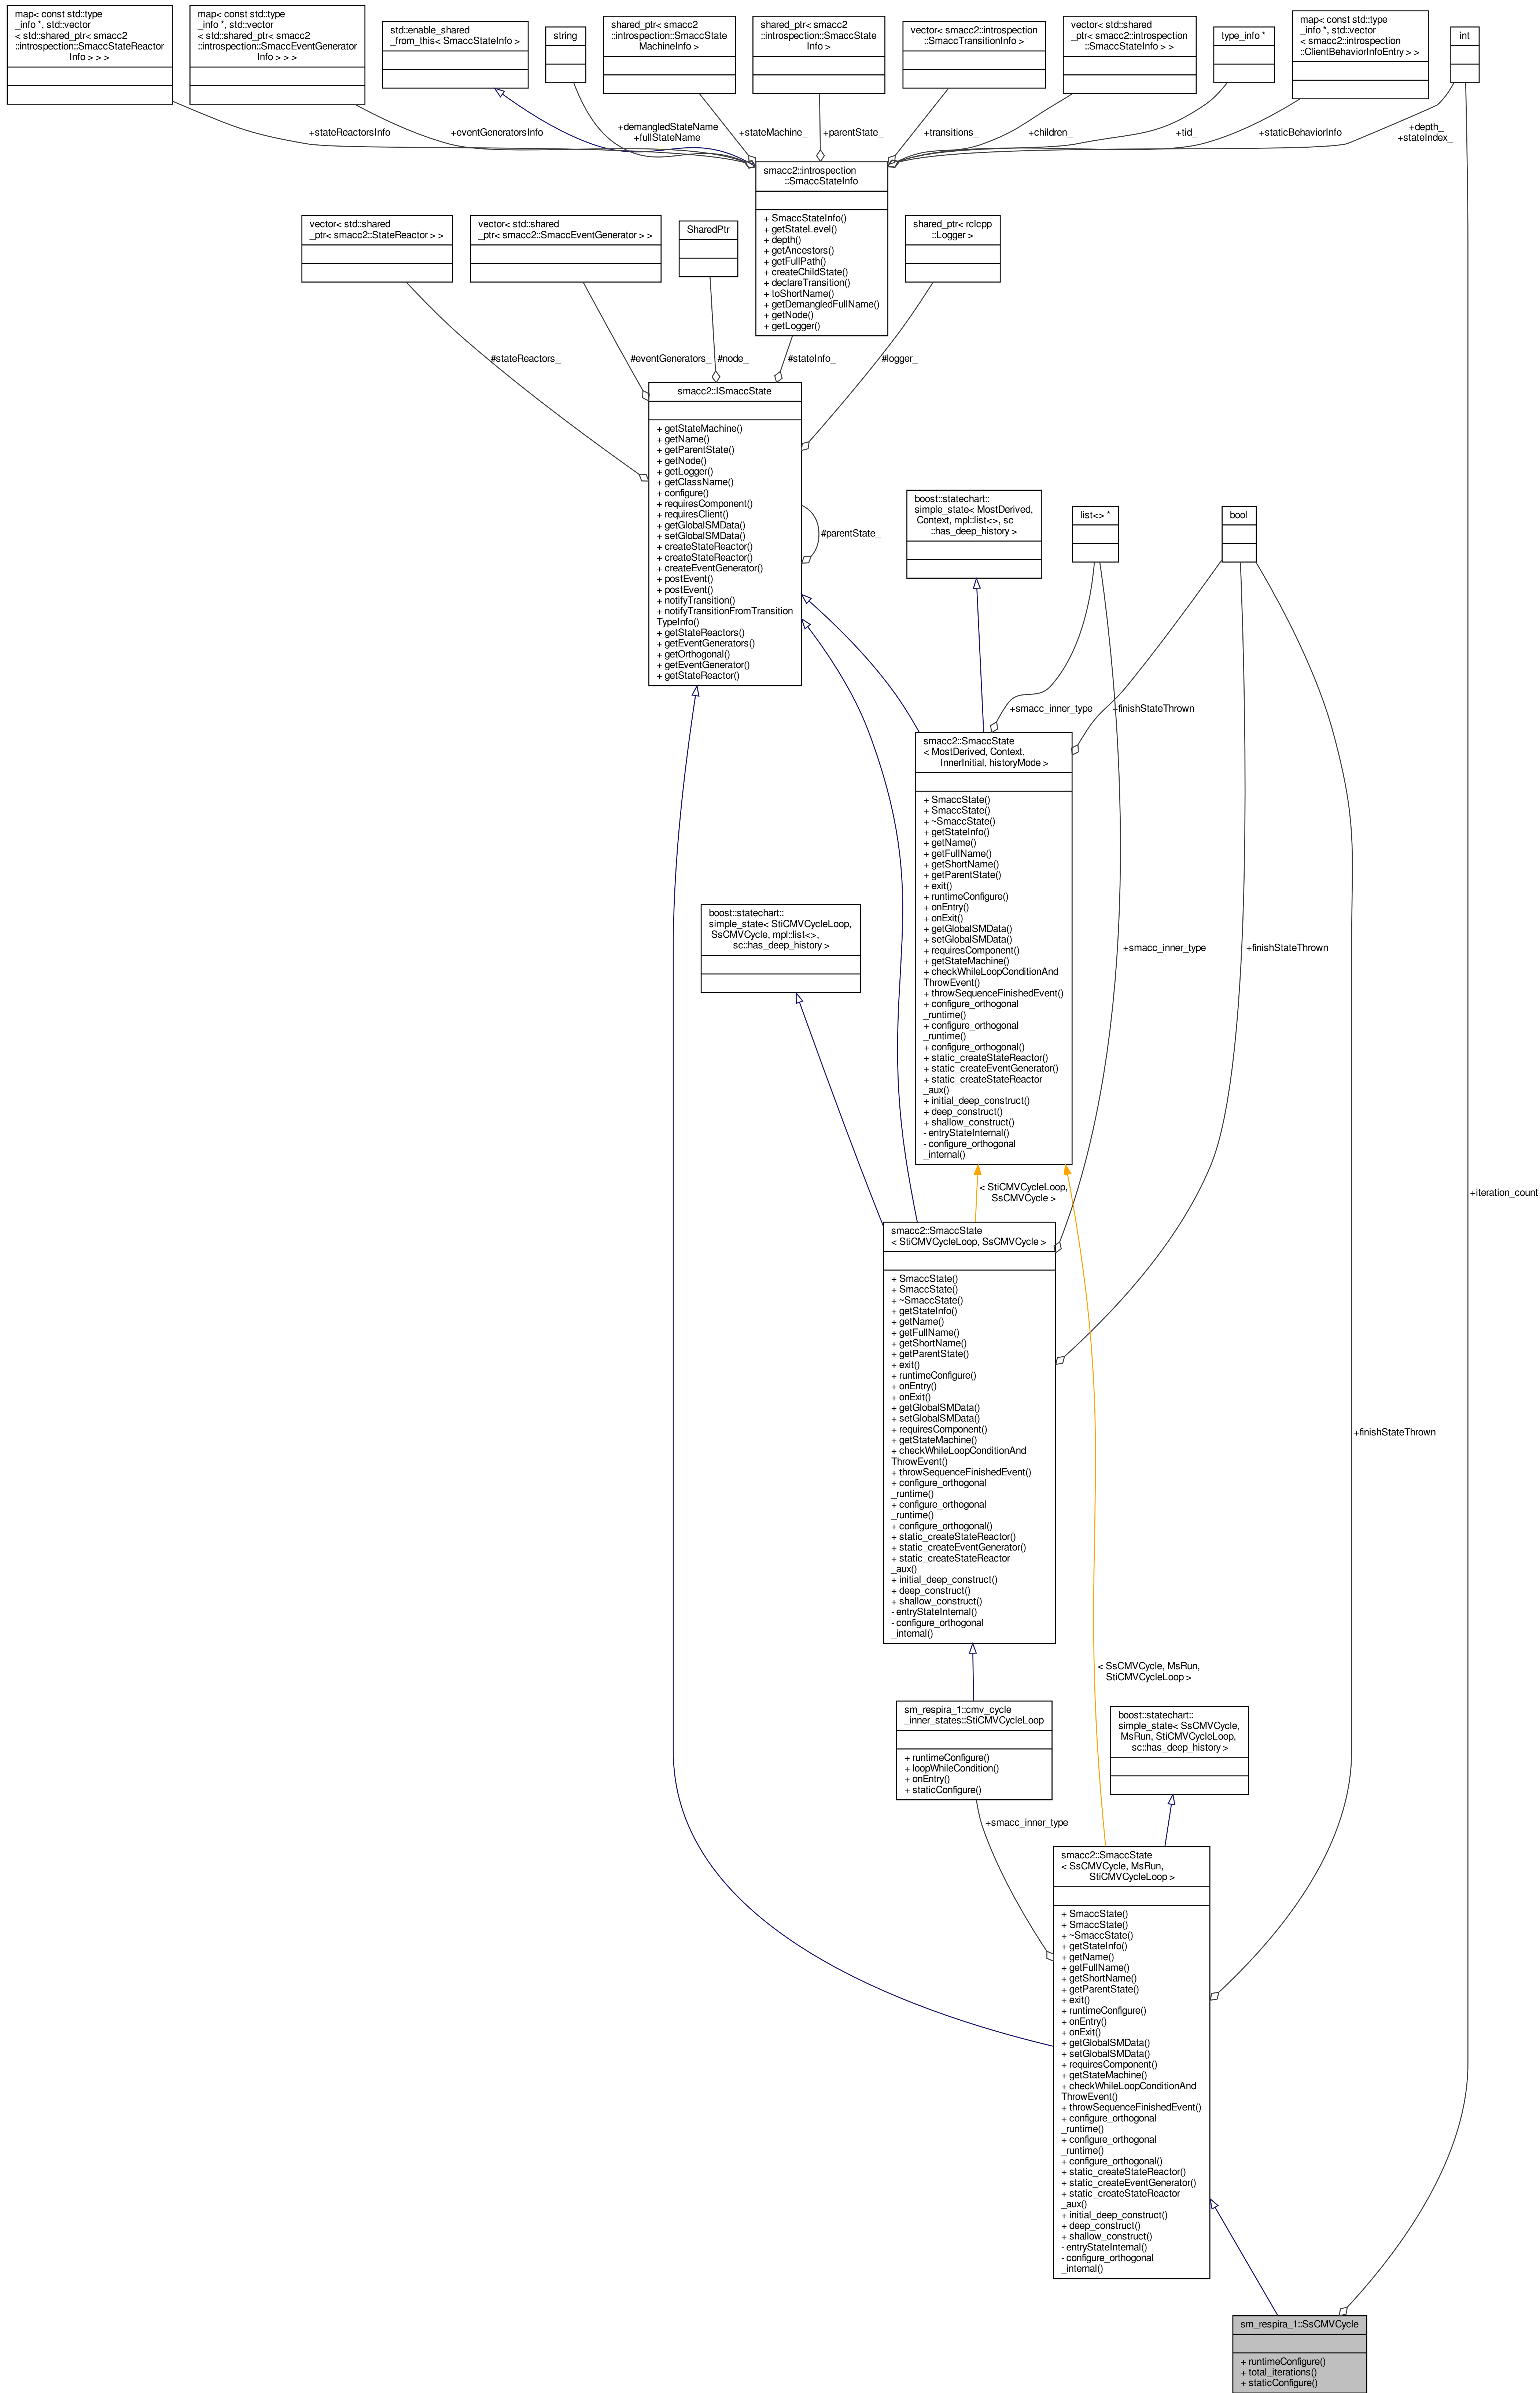 map< const std::type
_info *, std::vector
< std::shared_ptr< smacc2
::introspection::SmaccStateReactor
Info > > >
map< const std::type
_info *, std::vector
< std::shared_ptr< smacc2
::introspection::SmaccEventGenerator
Info > > >
std::enable_shared
_from_this< SmaccStateInfo >
string
shared_ptr< smacc2
::introspection::SmaccState
MachineInfo >
shared_ptr< smacc2
::introspection::SmaccState
Info >
vector< smacc2::introspection
::SmaccTransitionInfo >
vector< std::shared
_ptr< smacc2::introspection
::SmaccStateInfo > >
type_info *
map< const std::type
_info *, std::vector
< smacc2::introspection
::ClientBehaviorInfoEntry > >
int
+stateReactorsInfo
+eventGeneratorsInfo
+demangledStateName
+fullStateName
+stateMachine_
+parentState_
+transitions_
+children_
+tid_
+staticBehaviorInfo
+depth_
+stateIndex_
smacc2::introspection
::SmaccStateInfo
+ SmaccStateInfo()
+ getStateLevel()
+ depth()
+ getAncestors()
+ getFullPath()
+ createChildState()
+ declareTransition()
+ toShortName()
+ getDemangledFullName()
+ getNode()
+ getLogger()
vector< std::shared
_ptr< smacc2::StateReactor > >
vector< std::shared
_ptr< smacc2::SmaccEventGenerator > >
SharedPtr
shared_ptr< rclcpp
::Logger >
#stateReactors_
#eventGenerators_
#node_
#stateInfo_
#logger_
smacc2::ISmaccState
+ getStateMachine()
+ getName()
+ getParentState()
+ getNode()
+ getLogger()
+ getClassName()
+ configure()
+ requiresComponent()
+ requiresClient()
+ getGlobalSMData()
+ setGlobalSMData()
+ createStateReactor()
+ createStateReactor()
+ createEventGenerator()
+ postEvent()
+ postEvent()
+ notifyTransition()
+ notifyTransitionFromTransition
TypeInfo()
+ getStateReactors()
+ getEventGenerators()
+ getOrthogonal()
+ getEventGenerator()
+ getStateReactor()
#parentState_
boost::statechart::
simple_state< MostDerived,
Context, mpl::list<>, sc
::has_deep_history >
list<> *
bool
+smacc_inner_type
+finishStateThrown
smacc2::SmaccState
< MostDerived, Context,
InnerInitial, historyMode >
+ SmaccState()
+ SmaccState()
+ ~SmaccState()
+ getStateInfo()
+ getName()
+ getFullName()
+ getShortName()
+ getParentState()
+ exit()
+ runtimeConfigure()
+ onEntry()
+ onExit()
+ getGlobalSMData()
+ setGlobalSMData()
+ requiresComponent()
+ getStateMachine()
+ checkWhileLoopConditionAnd
ThrowEvent()
+ throwSequenceFinishedEvent()
+ configure_orthogonal
_runtime()
+ configure_orthogonal
_runtime()
+ configure_orthogonal()
+ static_createStateReactor()
+ static_createEventGenerator()
+ static_createStateReactor
_aux()
+ initial_deep_construct()
+ deep_construct()
+ shallow_construct()
- entryStateInternal()
- configure_orthogonal
_internal()
boost::statechart::
simple_state< StiCMVCycleLoop,
SsCMVCycle, mpl::list<>,
sc::has_deep_history >
+smacc_inner_type
+finishStateThrown
< StiCMVCycleLoop,
SsCMVCycle >
+iteration_count
smacc2::SmaccState
< StiCMVCycleLoop, SsCMVCycle >
+ SmaccState()
+ SmaccState()
+ ~SmaccState()
+ getStateInfo()
+ getName()
+ getFullName()
+ getShortName()
+ getParentState()
+ exit()
+ runtimeConfigure()
+ onEntry()
+ onExit()
+ getGlobalSMData()
+ setGlobalSMData()
+ requiresComponent()
+ getStateMachine()
+ checkWhileLoopConditionAnd
ThrowEvent()
+ throwSequenceFinishedEvent()
+ configure_orthogonal
_runtime()
+ configure_orthogonal
_runtime()
+ configure_orthogonal()
+ static_createStateReactor()
+ static_createEventGenerator()
+ static_createStateReactor
_aux()
+ initial_deep_construct()
+ deep_construct()
+ shallow_construct()
- entryStateInternal()
- configure_orthogonal
_internal()
+finishStateThrown
< SsCMVCycle, MsRun,
StiCMVCycleLoop >
sm_respira_1::cmv_cycle
_inner_states::StiCMVCycleLoop
+ runtimeConfigure()
+ loopWhileCondition()
+ onEntry()
+ staticConfigure()
boost::statechart::
simple_state< SsCMVCycle,
MsRun, StiCMVCycleLoop,
sc::has_deep_history >
+smacc_inner_type
smacc2::SmaccState
< SsCMVCycle, MsRun,
StiCMVCycleLoop >
+ SmaccState()
+ SmaccState()
+ ~SmaccState()
+ getStateInfo()
+ getName()
+ getFullName()
+ getShortName()
+ getParentState()
+ exit()
+ runtimeConfigure()
+ onEntry()
+ onExit()
+ getGlobalSMData()
+ setGlobalSMData()
+ requiresComponent()
+ getStateMachine()
+ checkWhileLoopConditionAnd
ThrowEvent()
+ throwSequenceFinishedEvent()
+ configure_orthogonal
_runtime()
+ configure_orthogonal
_runtime()
+ configure_orthogonal()
+ static_createStateReactor()
+ static_createEventGenerator()
+ static_createStateReactor
_aux()
+ initial_deep_construct()
+ deep_construct()
+ shallow_construct()
- entryStateInternal()
- configure_orthogonal
_internal()
sm_respira_1::SsCMVCycle
+ runtimeConfigure()
+ total_iterations()
+ staticConfigure()